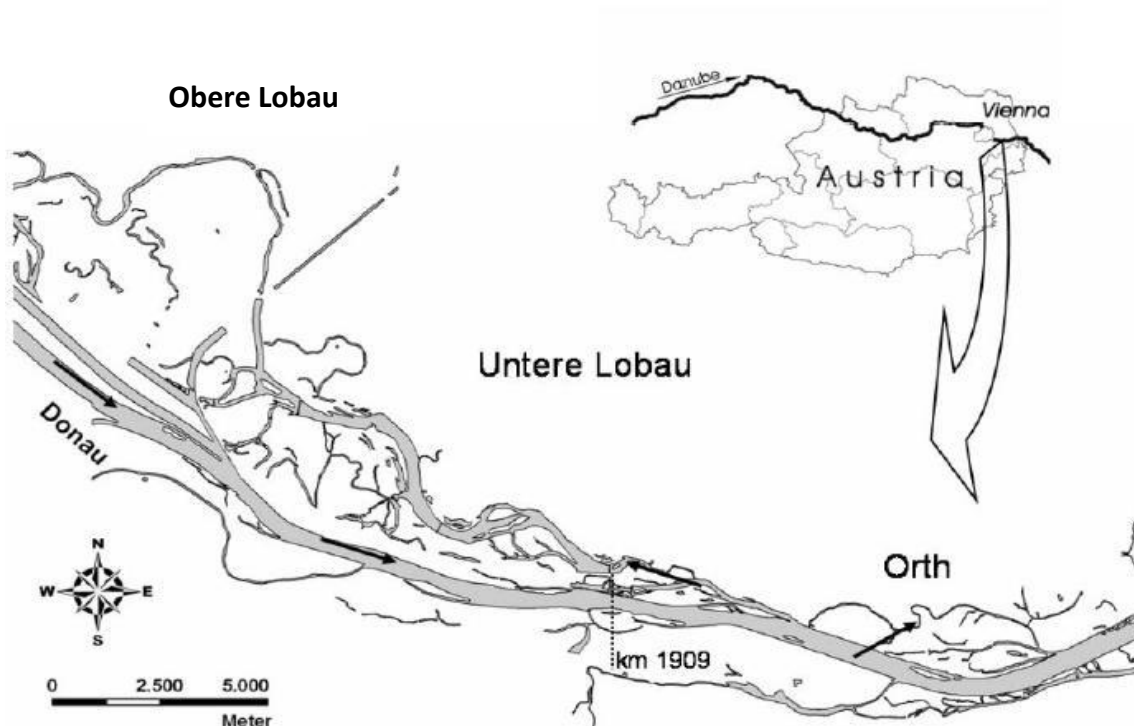 Obere Lobau
Danube
Vienna
Austria
Untere Lobau
Donau
Orth
N
W E
S
km 1909
0 2.500 5.000
Meter